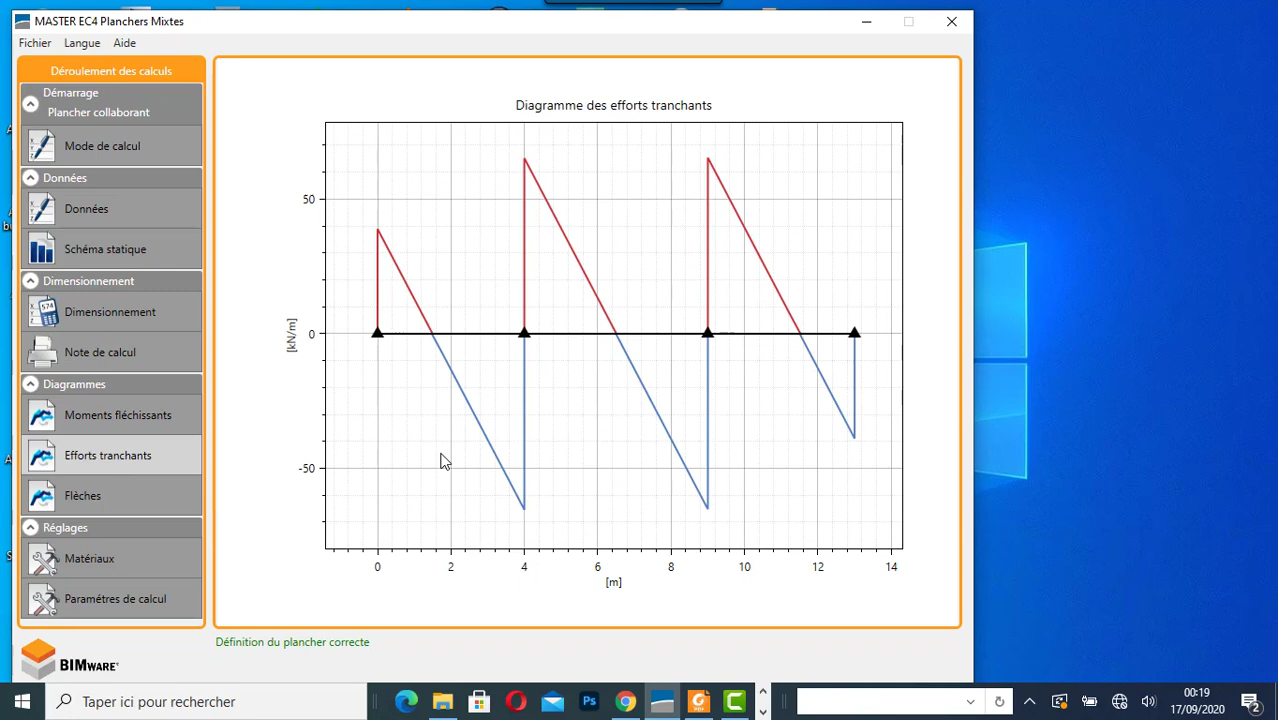 MASTER EC4 Planchers Mixtes
Fichier Langue Aide
Déroulement des calculs
Démarrage
Plancher collaborant
Mode de calcul
Données
Données
Schéma statique
Dimensionnement
Dimensionnement
Note de calcul
Diagrammes
Moments fléchissants
Efforts tranchants
Flèches
Réglages
Matériaux
Paramétres de calcul
Diagramme des efforts tranchants
50
0
-50
[kN/m]
0 2 4 6 8 10 12 14
[m]
Définition du plancher correcte
BIMware
Taper ici pour rechercher
Ps
00:19
17/09/2020
2